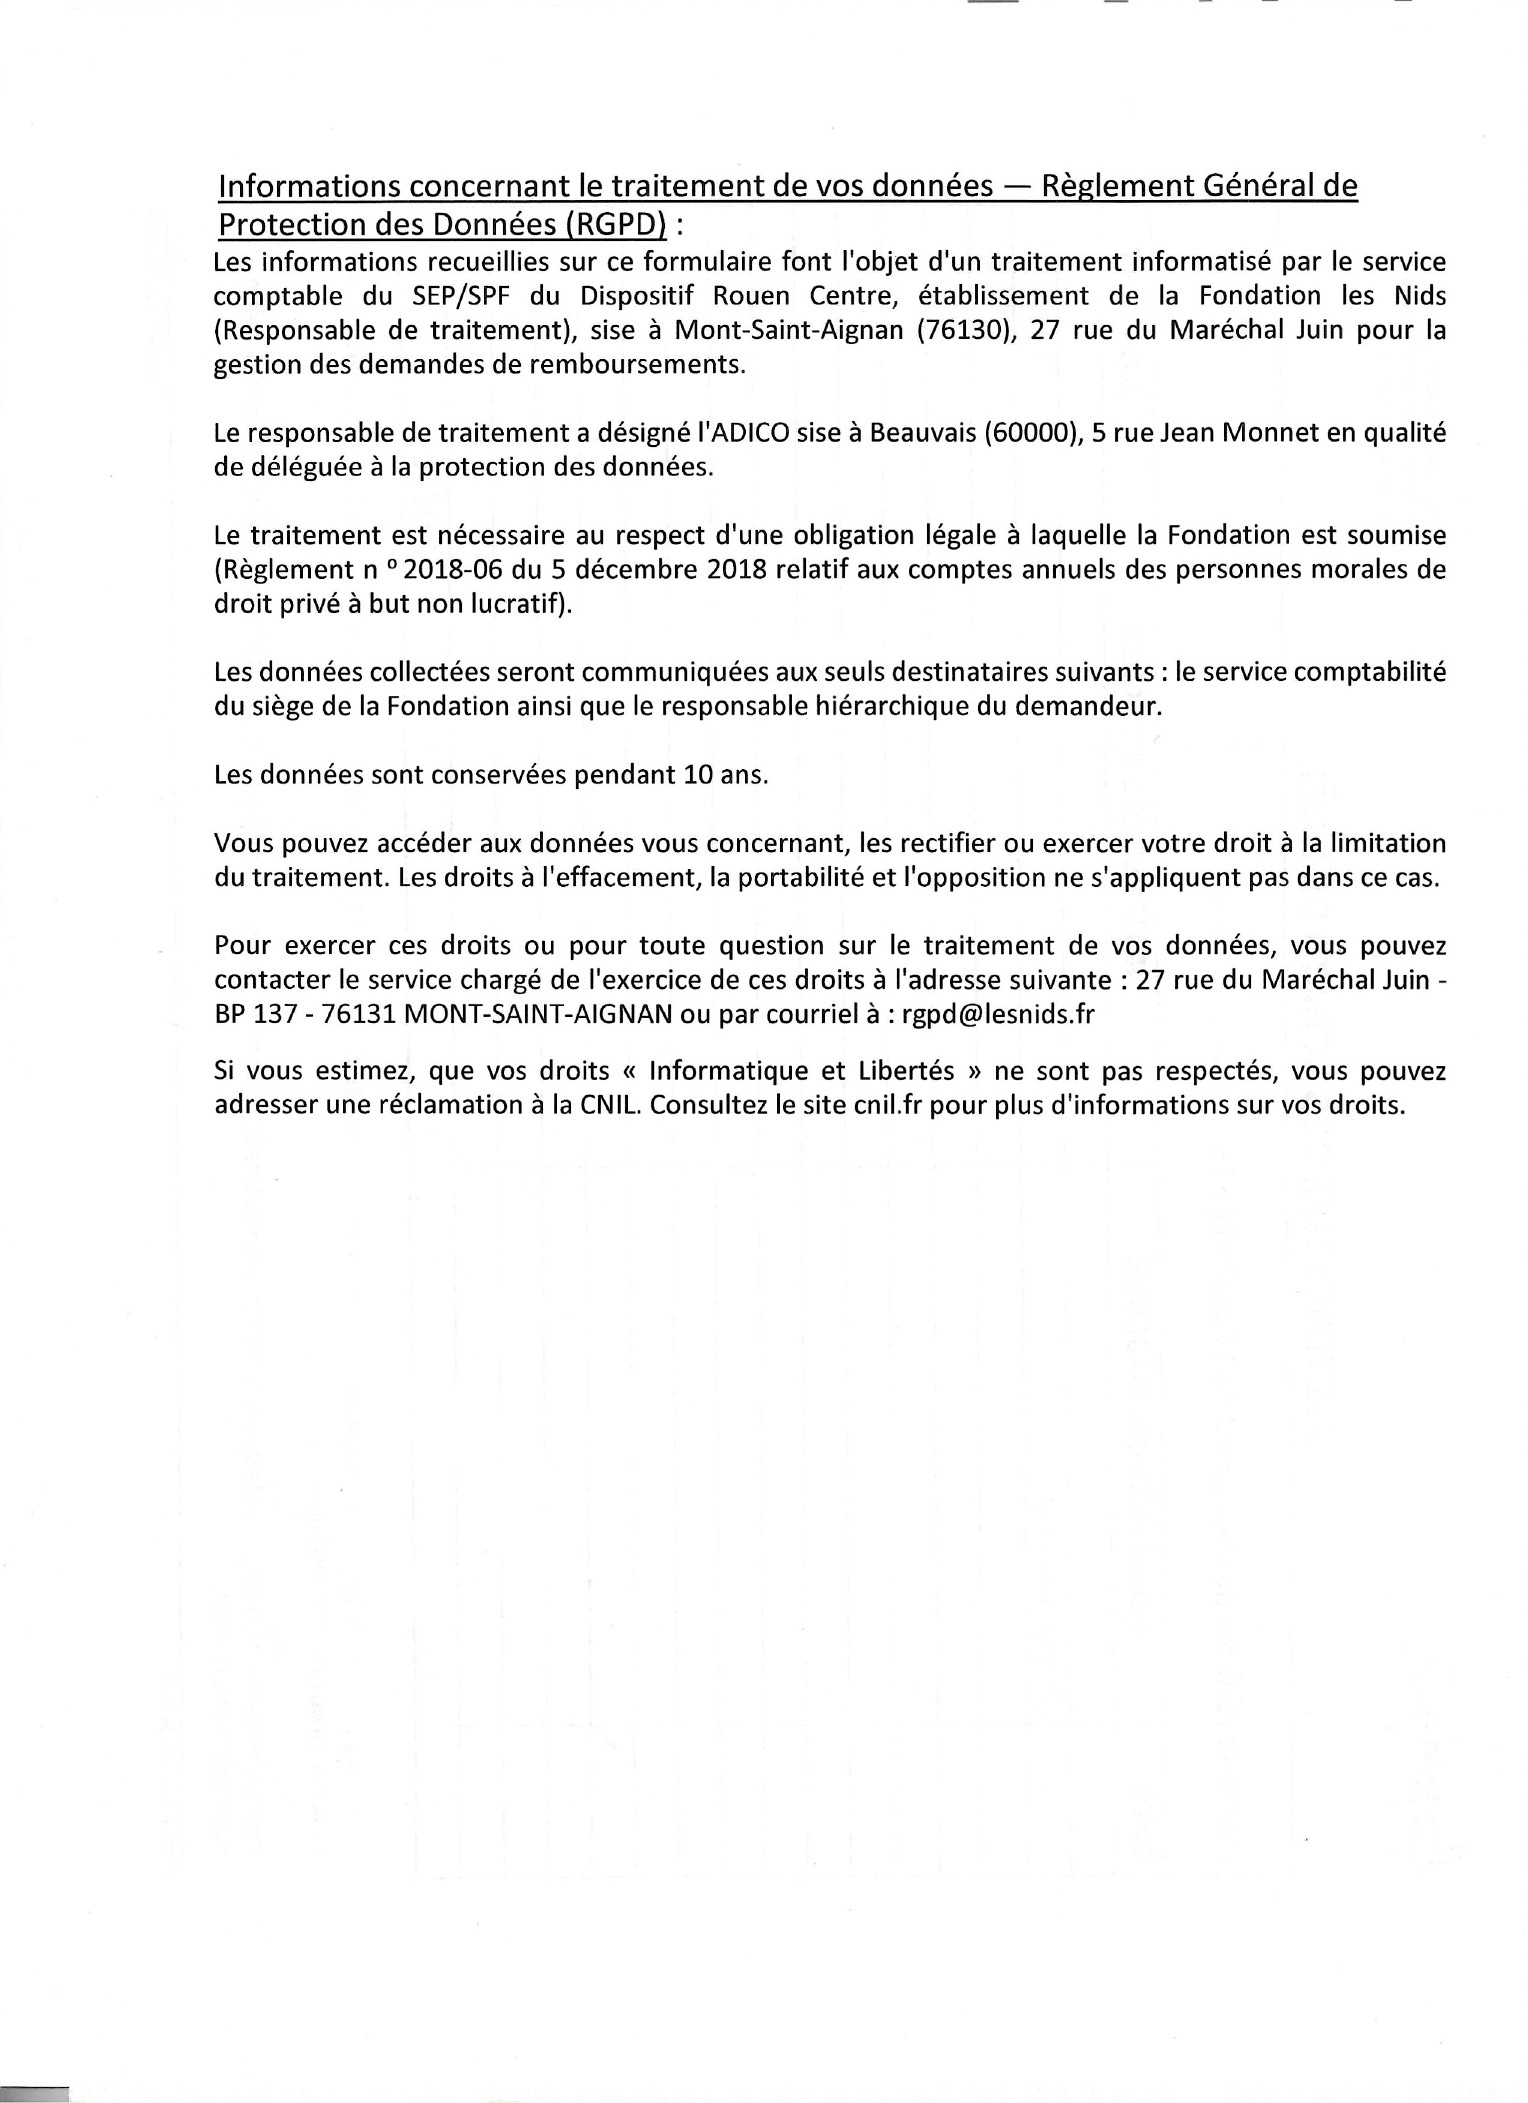 Informations concernant le traitement de vos données — Règlement Général de
Protection des Données (RGPD) :
Les informations recueillies sur ce formulaire font l'objet d'un traitement informatisé par le service
comptable du SEP/SPF du Dispositif Rouen Centre, établissement de la Fondation les Nids
(Responsable de traitement), sise à Mont-Saint-Aignan (76130), 27 rue du Maréchal Juin pour la
gestion des demandes de remboursements.
Le responsable de traitement a désigné l'ADICO sise à Beauvais (60000), 5 rue Jean Monnet en qualité
de déléguée à la protection des données.
Le traitement est nécessaire au respect d'une obligation légale à laquelle la Fondation est soumise
(Règlement n º 2018-06 du 5 décembre 2018 relatif aux comptes annuels des personnes morales de
droit privé à but non lucratif).
Les données collectées seront communiquées aux seuls destinataires suivants : le service comptabilité
du siège de la Fondation ainsi que le responsable hiérarchique du demandeur.
Les données sont conservées pendant 10 ans.
Vous pouvez accéder aux données vous concernant, les rectifier ou exercer votre droit à la limitation
du traitement. Les droits à l'effacement, la portabilité et l'opposition ne s'appliquent pas dans ce cas.
Pour exercer ces droits ou pour toute question sur le traitement de vos données, vous pouvez
contacter le service chargé de l'exercice de ces droits à l'adresse suivante : 27 rue du Maréchal Juin -
BP 137 - 76131 MONT-SAINT-AIGNAN ou par courriel à : rgpd@lesnids.fr
Si vous estimez, que vos droits « Informatique et Libertés » ne sont pas respectés, vous pouvez
adresser une réclamation à la CNIL. Consultez le site cnil.fr pour plus d'informations sur vos droits.